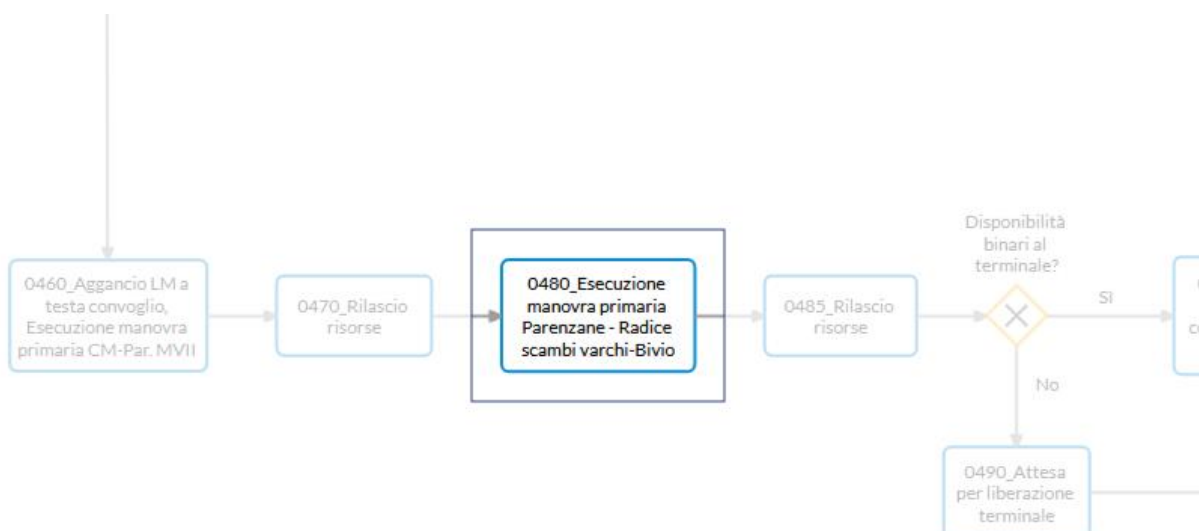 0460_Aggancio LM a
testa convoglio,
Esecuzione manovra
primaria CM-Par. MVII
0470_Rilascio
risorse
0480_Esecuzione
manovra primaria
Parenzane - Radice
scambi varchi-Bivio
0485_Rilascio
risorse
Disponibilità
binari al
terminale?
SI
No
0490_Attesa
per liberazione
terminale